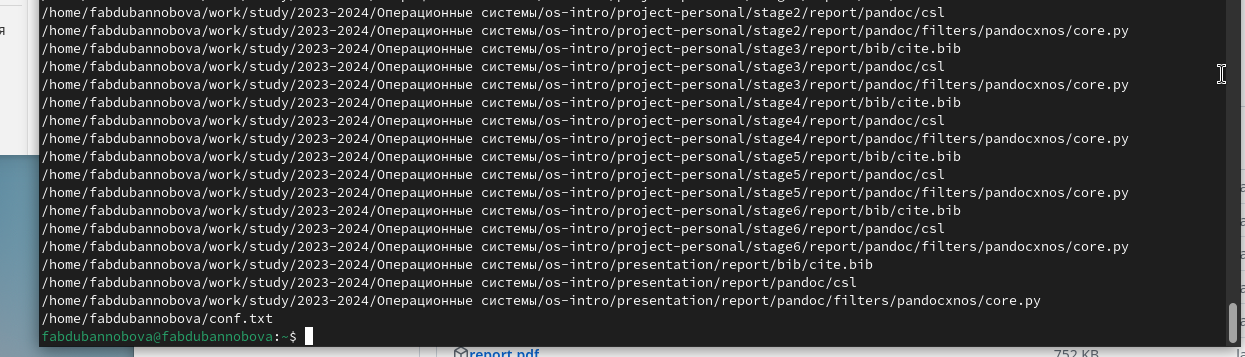 я
/home/fabdubannobova/work/study/2023-2024/Операционные системы/os-intro/project-personal/stage2/report/pandoc/csl
/home/fabdubannobova/work/study/2023-2024/Операционные системы/os-intro/project-personal/stage2/report/pandoc/filters/pandocxnos/core.py
/home/fabdubannobova/work/study/2023-2024/Операционные системы/os-intro/project-personal/stage3/report/bib/cite.bib
/home/fabdubannobova/work/study/2023-2024/Операционные системы/os-intro/project-personal/stage3/report/pandoc/csl
/home/fabdubannobova/work/study/2023-2024/Операционные системы/os-intro/project-personal/stage3/report/pandoc/filters/pandocxnos/core.py
/home/fabdubannobova/work/study/2023-2024/Операционные системы/os-intro/project-personal/stage4/report/bib/cite.bib
/home/fabdubannobova/work/study/2023-2024/Операционные системы/os-intro/project-personal/stage4/report/pandoc/csl
/home/fabdubannobova/work/study/2023-2024/Операционные системы/os-intro/project-personal/stage4/report/pandoc/filters/pandocxnos/core.py
/home/fabdubannobova/work/study/2023-2024/Операционные системы/os-intro/project-personal/stage5/report/bib/cite.bib
/home/fabdubannobova/work/study/2023-2024/Операционные системы/os-intro/project-personal/stage5/report/pandoc/csl
/home/fabdubannobova/work/study/2023-2024/Операционные системы/os-intro/project-personal/stage5/report/pandoc/filters/pandocxnos/core.py
/home/fabdubannobova/work/study/2023-2024/Операционные системы/os-intro/project-personal/stage6/report/bib/cite.bib
/home/fabdubannobova/work/study/2023-2024/Операционные системы/os-intro/project-personal/stage6/report/pandoc/csl
/home/fabdubannobova/work/study/2023-2024/Операционные системы/os-intro/project-personal/stage6/report/pandoc/filters/pandocxnos/core.py
/home/fabdubannobova/work/study/2023-2024/Операционные системы/os-intro/presentation/report/bib/cite.bib
/home/fabdubannobova/work/study/2023-2024/Операционные системы/os-intro/presentation/report/pandoc/csl
/home/fabdubannobova/work/study/2023-2024/Операционные системы/os-intro/presentation/report/pandoc/filters/pandocxnos/core.py
/home/fabdubannobova/conf.txt
fabdubannobova@fabdubannobova:~$
report.pdf 752 KB